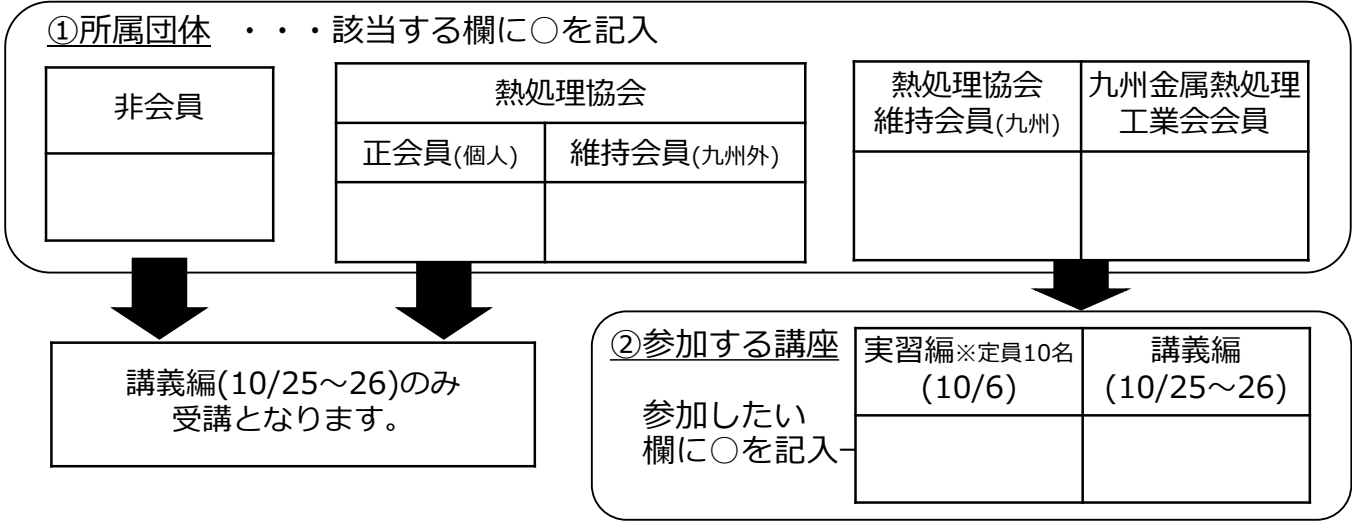 ①所属団体 ・・・該当する欄に○を記入
非会員
熱処理協会
正会員(個人)
維持会員(九州外)
熱処理協会
維持会員(九州)
九州金属熱処理
工業会会員
講義編(10/25～26)のみ
受講となります。
②参加する講座
参加したい
欄に○を記入
実習編※定員10名
(10/6)
講義編
(10/25～26)